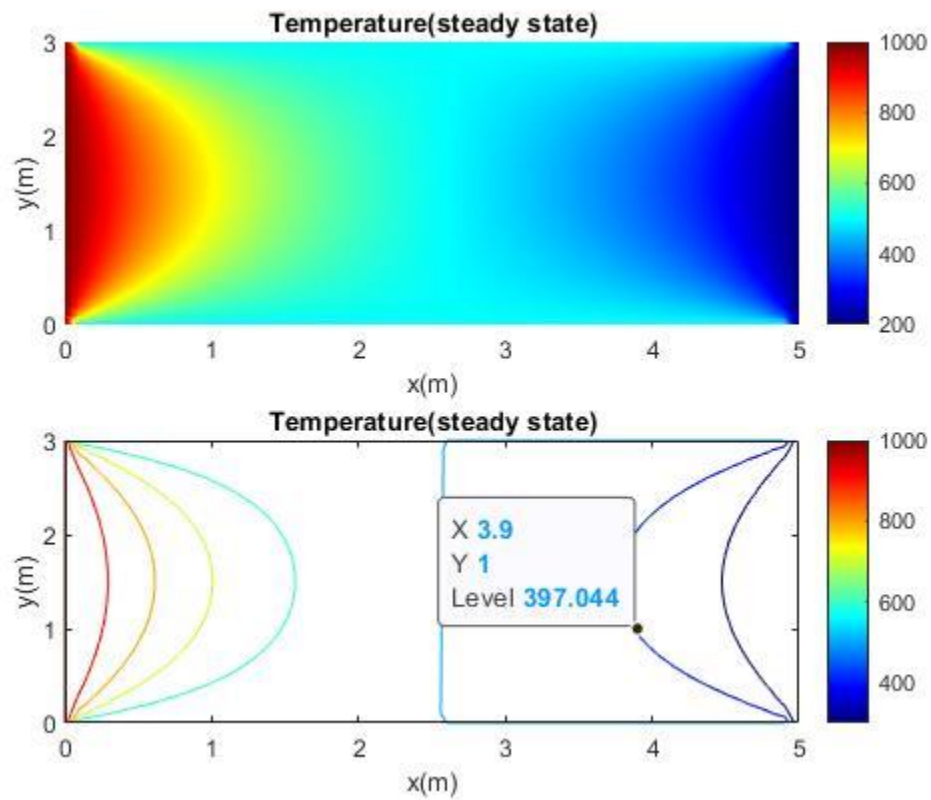 Temperature(steady state)
3
2
1
0
y(m)
0 1 2 3 4 5
x(m)
1000
800
600
400
200
Temperature(steady state)
3
2
1
0
y(m)
X 3.9
Y 1
Level 397.044
0 1 2 3 4 5
x(m)
1000
800
600
400